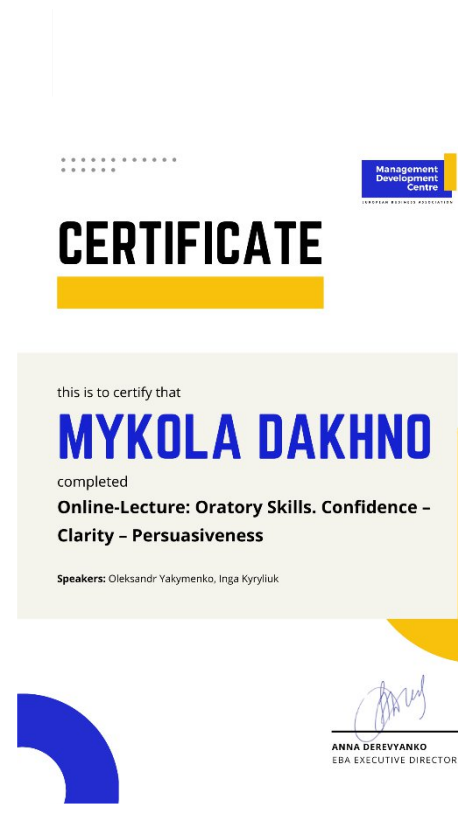 Management
Development
Centre
EUROPEAN BUSINESS ASSOCIATION
CERTIFICATE
this is to certify that
MYKOLA DAKHNO
completed
Online-Lecture: Oratory Skills. Confidence –
Clarity – Persuasiveness
Speakers: Oleksandr Yakymenko, Inga Kyryliuk
ANNA DEREVYANKO
EBA EXECUTIVE DIRECTOR